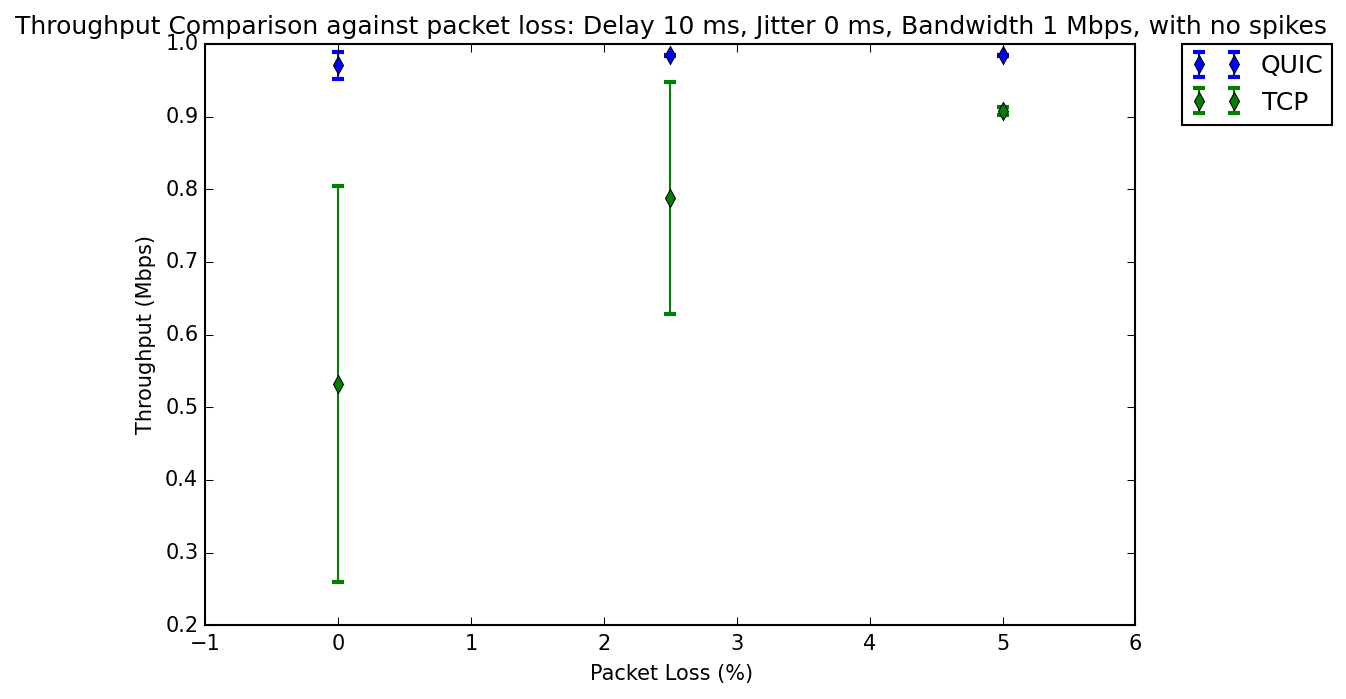 Throughput Comparison against packet loss: Delay 10 ms, Jitter 0 ms, Bandwidth 1 Mbps, with no spikes
1.0
0.9
0.8
0.7
0.6
0.5
0.4
0.3
0.2
Throughput (Mbps)
−1 0 1 2 3 4 5 6
Packet Loss (%)
QUIC
TCP